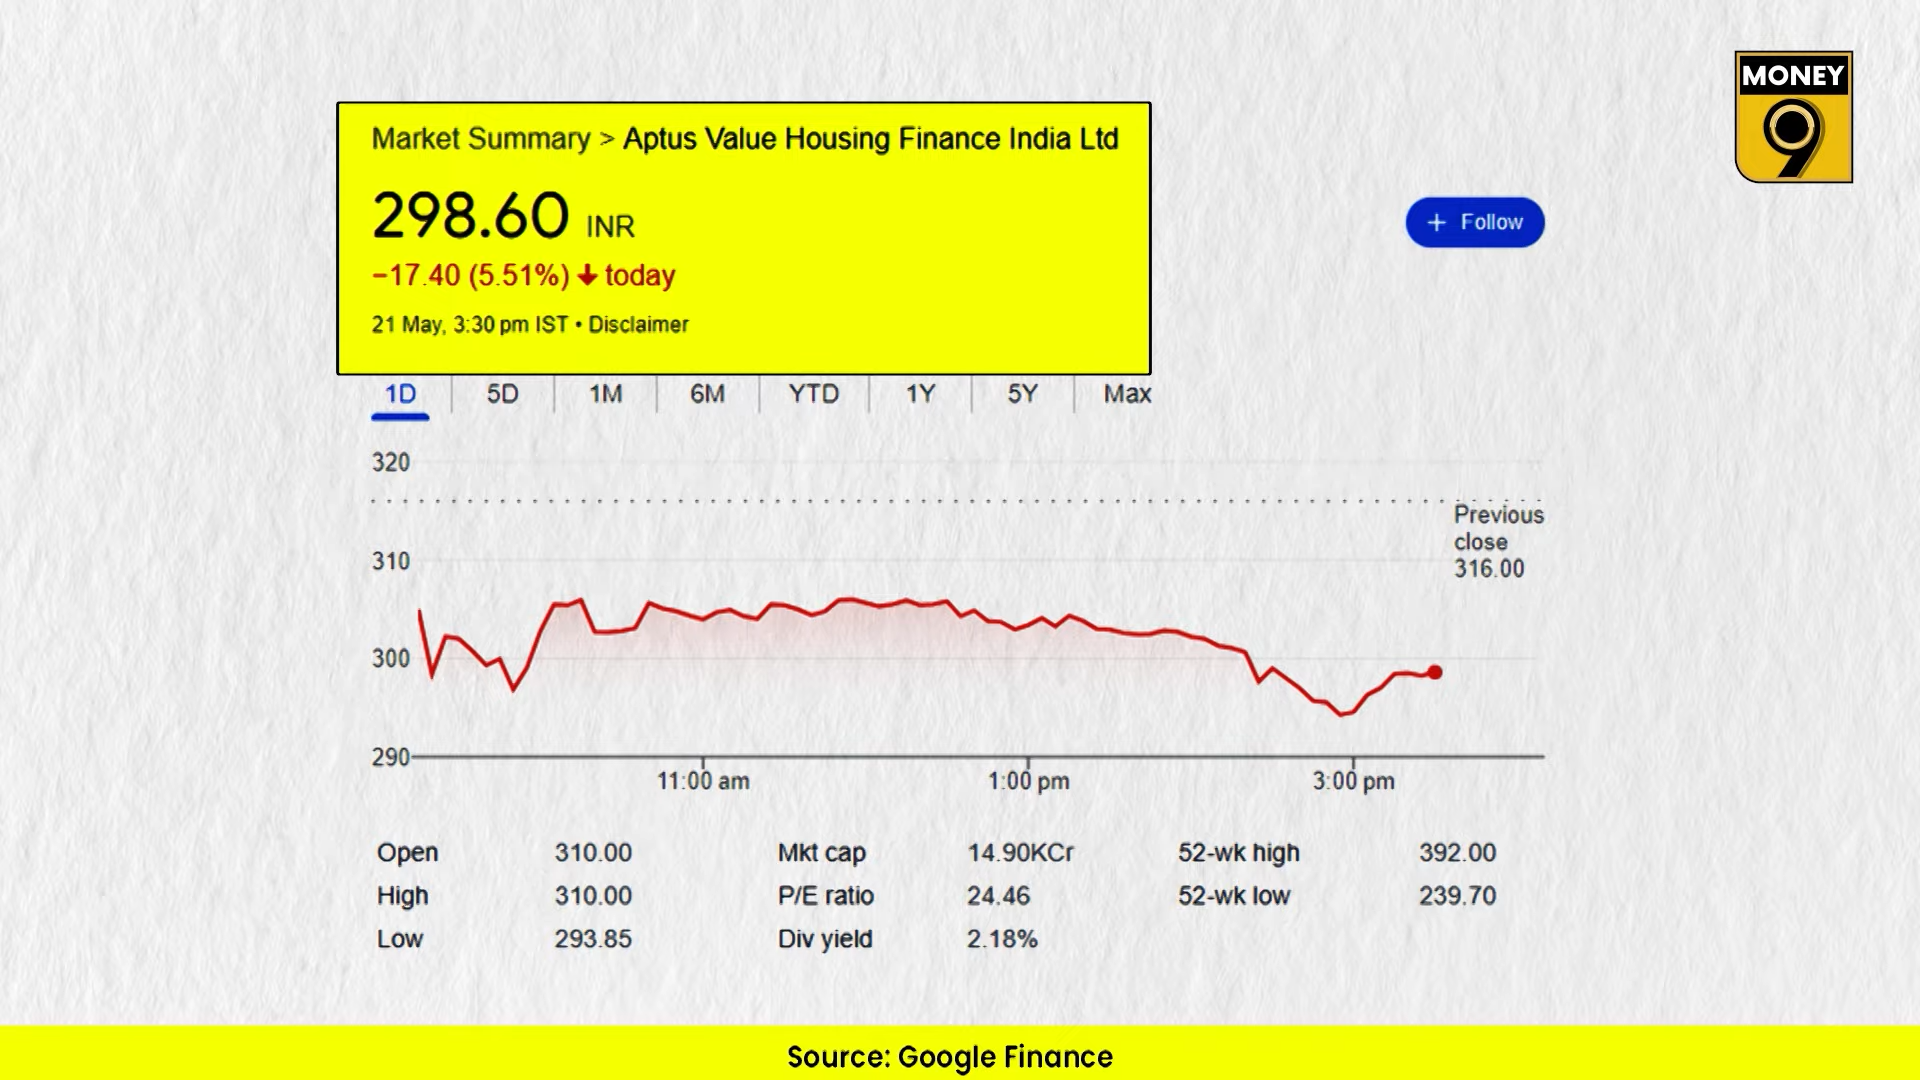 MONEY
9
Market Summary > Aptus Value Housing Finance India Ltd
298.60 INR
−17.40 (5.51%) ↓ today
21 May, 3:30 pm IST • Disclaimer
+ Follow
1D 5D 1M 6M YTD 1Y 5Y Max
320
310
300
290
Previous
close
316.00
11:00 am 1:00 pm 3:00 pm
Open 310.00 Mkt cap 14.90KCr 52-wk high 392.00
High 310.00 P/E ratio 24.46 52-wk low 239.70
Low 293.85 Div yield 2.18%
Source: Google Finance